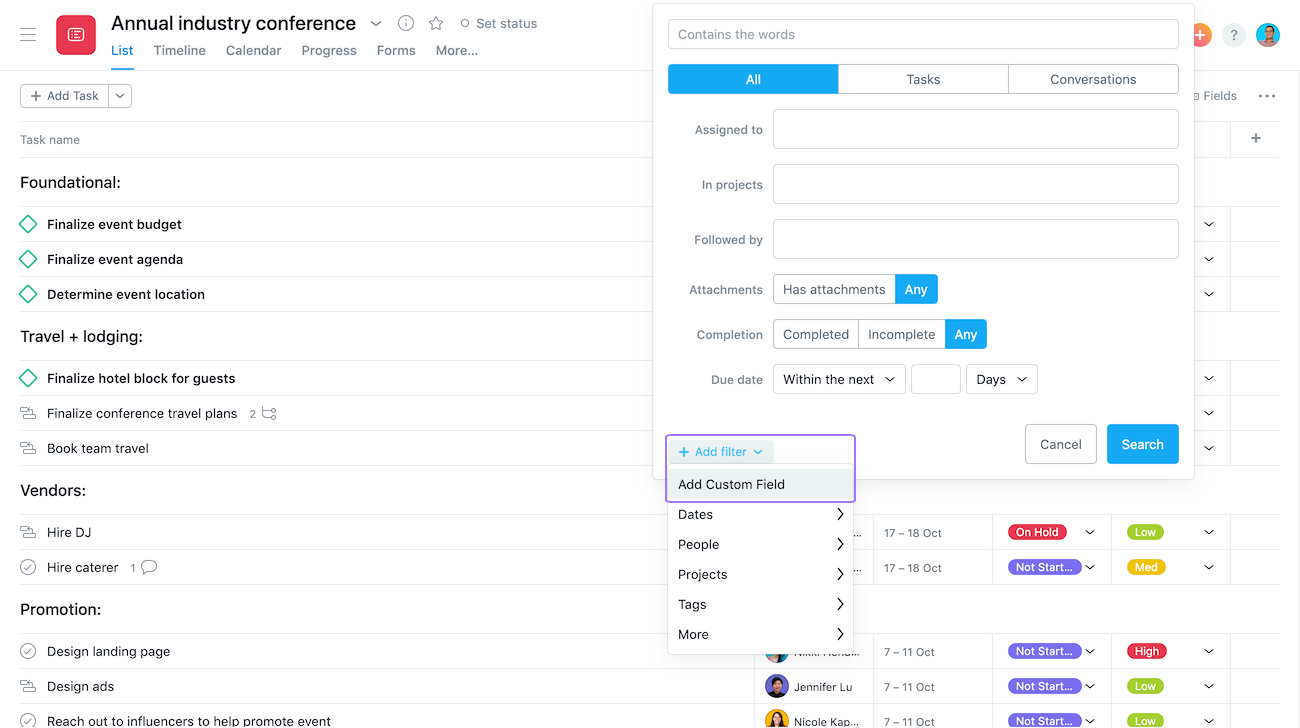 Annual industry conference
Set status
List Timeline Calendar Progress Forms More...
?
Add Task
Fields
Task name
Foundational:
Finalize event budget
Finalize event agenda
Determine event location
Travel + lodging:
Finalize hotel block for guests
Finalize conference travel plans 2
Book team travel
Vendors:
Hire DJ
... 17 – 18 Oct On Hold Low
Hire caterer 1
... 17 – 18 Oct Not Start... Med
Promotion:
Design landing page
7 – 11 Oct Not Start... High
Design ads
Jennifer Lu 7 – 11 Oct Not Start... Low
Reach out to influencers to help promote event
Nicole Kap... 7 – 11 Oct Not Start... Low
Contains the words
All Tasks Conversations
Assigned to
In projects
Followed by
Attachments Has attachments Any
Completion Completed Incomplete Any
Due date Within the next Days
Cancel Search
+ Add filter
Add Custom Field
Dates
People
Projects
Tags
More